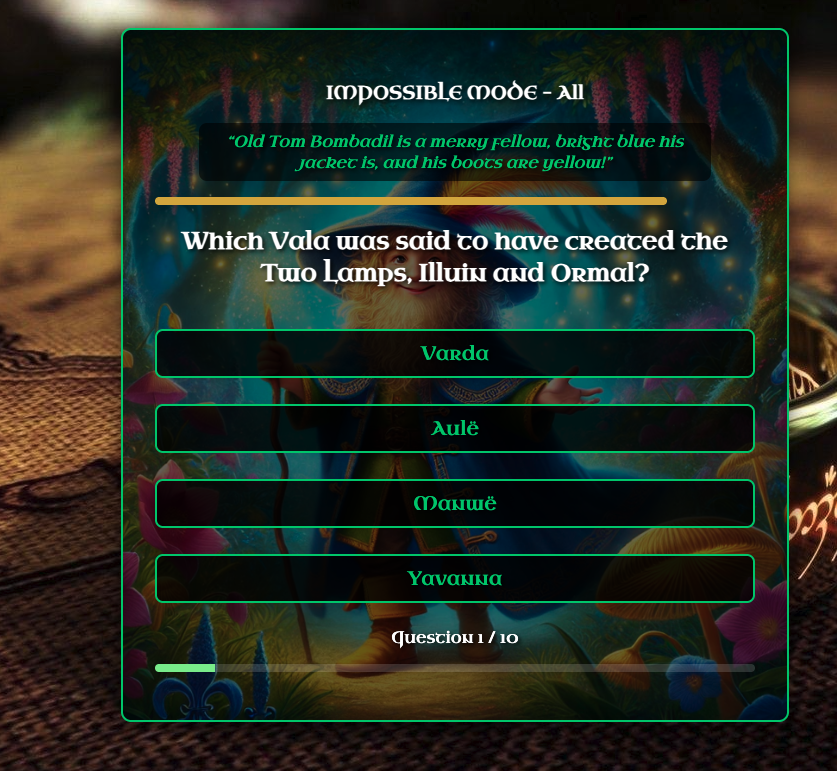 Impossible Mode - All
"Old Tom Bombadil is a merry fellow, bright blue his
jacket is, and his boots are yellow!"
Which Vala was said to have created the
Two Lamps, Illuin and Ormal?
Varda
Aulë
Manwë
Yavanna
Question 1 / 10